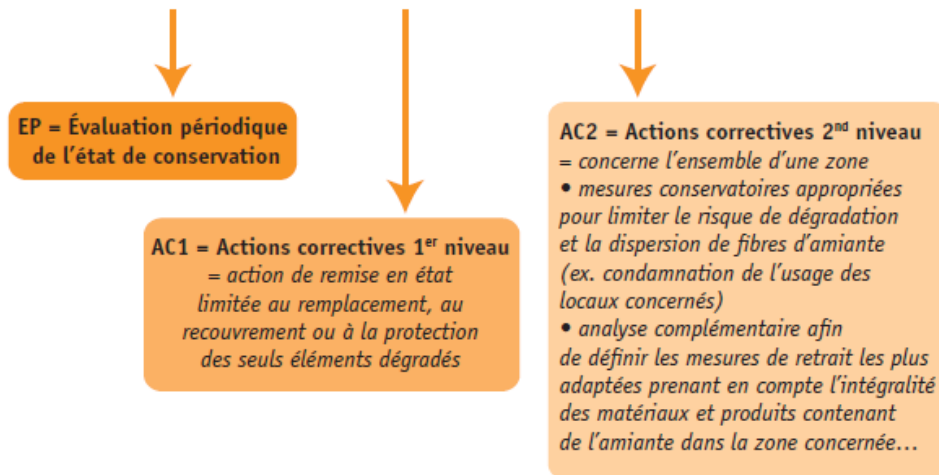 EP = Évaluation périodique
de l'état de conservation
AC1 = Actions correctives 1er niveau
= action de remise en état
limitée au remplacement, au
recouvrement ou à la protection
des seuls éléments dégradés
AC2 = Actions correctives 2nd niveau
= concerne l'ensemble d'une zone
• mesures conservatoires appropriées
pour limiter le risque de dégradation
et la dispersion de fibres d'amiante
(ex. condamnation de l'usage des
locaux concernés)
• analyse complémentaire afin
de définir les mesures de retrait les plus
adaptées prenant en compte l'intégralité
des matériaux et produits contenant
de l'amiante dans la zone concernée…